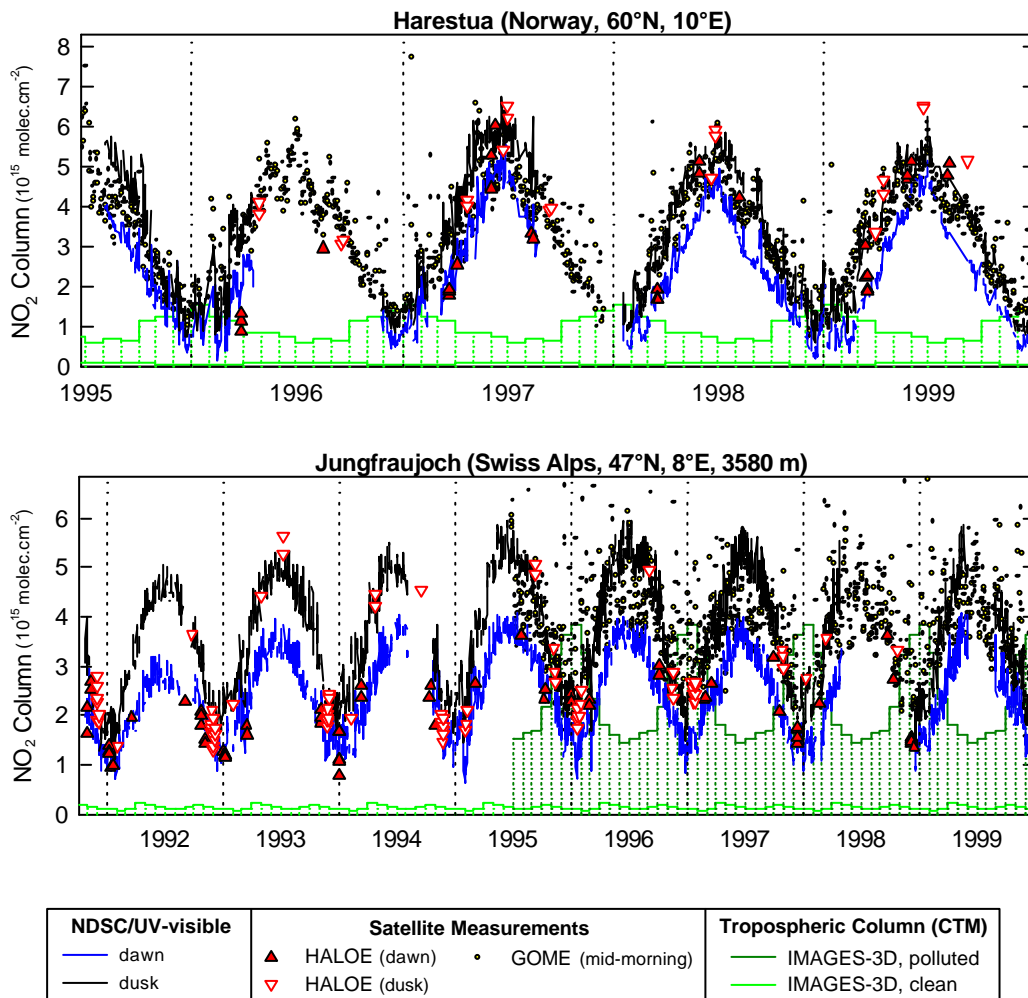 Harestua (Norway, 60°N, 10°E)
8
7
6
5
4
3
2
1
0
NO2 Column (10^15 molec.cm^-2)
1995
1996
1997
1998
1999
Jungfraujoch (Swiss Alps, 47°N, 8°E, 3580 m)
6
5
4
3
2
1
0
NO2 Column (10^15 molec.cm^-2)
1992
1993
1994
1995
1996
1997
1998
1999
NDSC/UV-visible
dawn
dusk
Satellite Measurements
HALOE (dawn)
GOME (mid-morning)
HALOE (dusk)
Tropospheric Column (CTM)
IMAGES-3D, polluted
IMAGES-3D, clean